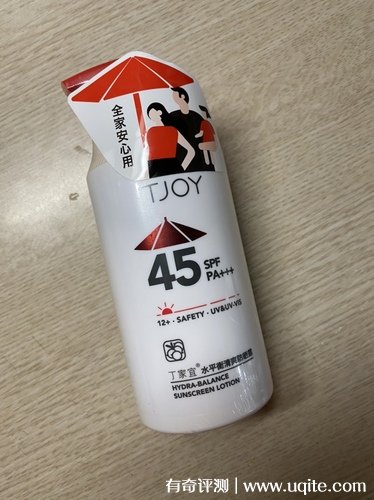 全家安心用
TJOY
45 SPF
PA+++
12+ · SAFETY · UV&UV-VIS
丁家宜® 水平衡清爽防晒露
HYDRA-BALANCE
SUNSCREEN LOTION
有奇评测 | www.uqite.com